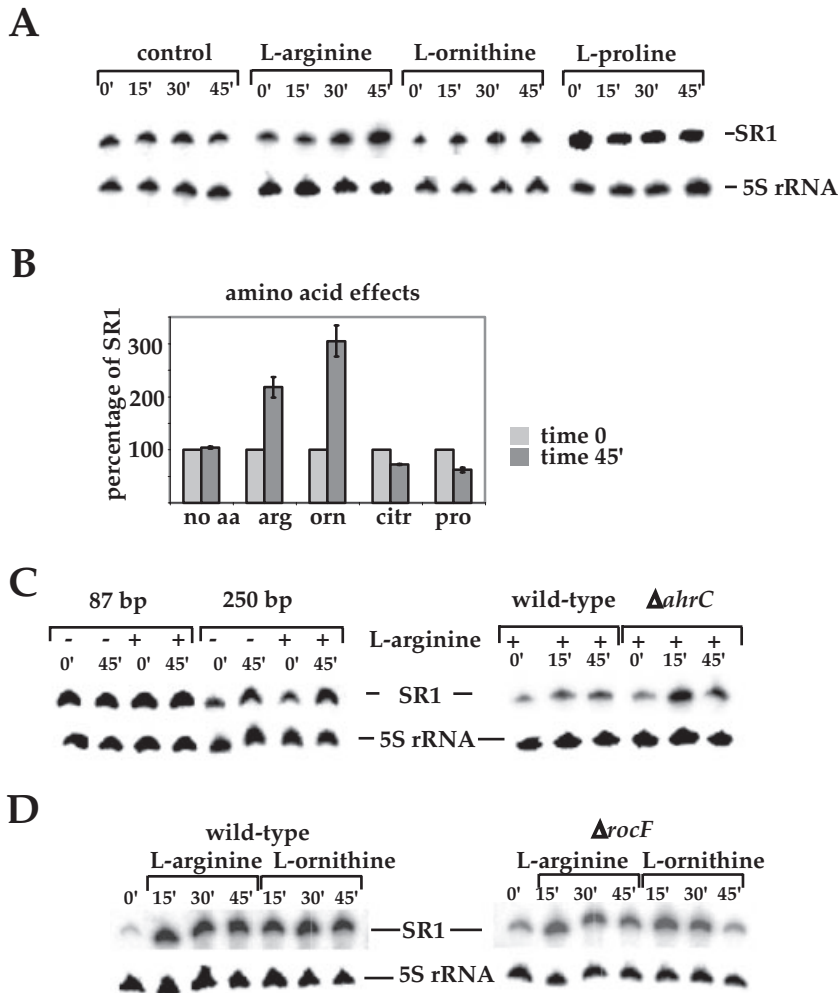 A
control L-arginine L-ornithine L-proline
0' 15' 30' 45' 0' 15' 30' 45' 0' 15' 30' 45' 0' 15' 30' 45'
-SR1
– 5S rRNA
B
amino acid effects
percentage of SR1
300
200
100
no aa arg orn citr pro
time 0
time 45'
C
87 bp 250 bp
- - + + - - + +
0' 45' 0' 45' 0' 45' 0' 45'
L-arginine
wild-type ΔahrC
+ + + + + +
0' 15' 45' 0' 15' 45'
– SR1 –
– 5S rRNA –
D
wild-type
L-arginine L-ornithine
0' 15' 30' 45' 15' 30' 45'
ΔrocF
L-arginine L-ornithine
0' 15' 30' 45' 15' 30' 45'
— SR1 —
— 5S rRNA